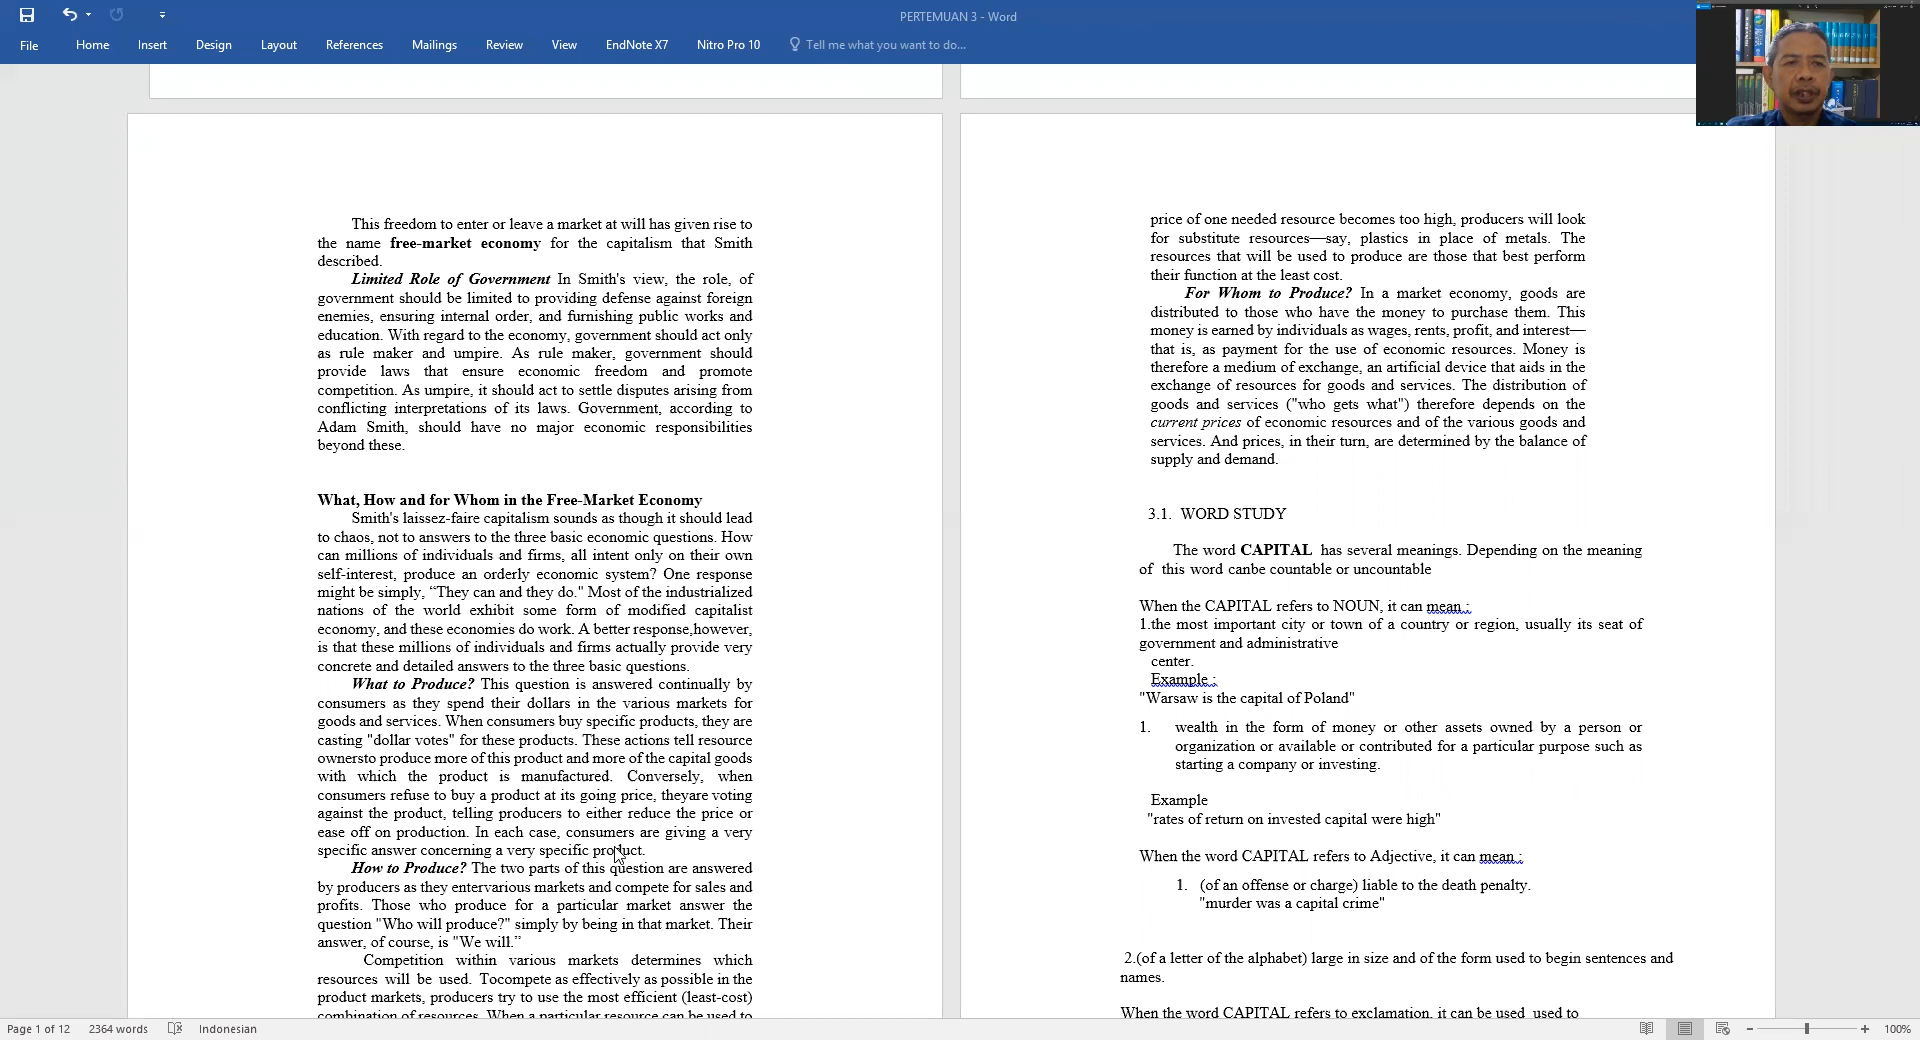 PERTEMUAN 3 - Word
File Home Insert Design Layout References Mailings Review View EndNote X7 Nitro Pro 10 Tell me what you want to do...
This freedom to enter or leave a market at will has given rise to
the name free-market economy for the capitalism that Smith
described.
Limited Role of Government In Smith's view, the role, of
government should be limited to providing defense against foreign
enemies, ensuring internal order, and furnishing public works and
education. With regard to the economy, government should act only
as rule maker and umpire. As rule maker, government should
provide laws that ensure economic freedom and promote
competition. As umpire, it should act to settle disputes arising from
conflicting interpretations of its laws. Government, according to
Adam Smith, should have no major economic responsibilities
beyond these.
What, How and for Whom in the Free-Market Economy
Smith's laissez-faire capitalism sounds as though it should lead
to chaos, not to answers to the three basic economic questions. How
can millions of individuals and firms, all intent only on their own
self-interest, produce an orderly economic system? One response
might be simply, “They can and they do." Most of the industrialized
nations of the world exhibit some form of modified capitalist
economy, and these economies do work. A better response,however,
is that these millions of individuals and firms actually provide very
concrete and detailed answers to the three basic questions.
What to Produce? This question is answered continually by
consumers as they spend their dollars in the various markets for
goods and services. When consumers buy specific products, they are
casting "dollar votes" for these products. These actions tell resource
ownersto produce more of this product and more of the capital goods
with which the product is manufactured. Conversely, when
consumers refuse to buy a product at its going price, theyare voting
against the product, telling producers to either reduce the price or
ease off on production. In each case, consumers are giving a very
specific answer concerning a very specific product.
How to Produce? The two parts of this question are answered
by producers as they entervarious markets and compete for sales and
profits. Those who produce for a particular market answer the
question "Who will produce?" simply by being in that market. Their
answer, of course, is "We will.”
Competition within various markets determines which
resources will be used. Tocompete as effectively as possible in the
product markets, producers try to use the most efficient (least-cost)
combination of resources. When a particular resource can be used to
price of one needed resource becomes too high, producers will look
for substitute resources—say, plastics in place of metals. The
resources that will be used to produce are those that best perform
their function at the least cost.
For Whom to Produce? In a market economy, goods are
distributed to those who have the money to purchase them. This
money is earned by individuals as wages, rents, profit, and interest—
that is, as payment for the use of economic resources. Money is
therefore a medium of exchange, an artificial device that aids in the
exchange of resources for goods and services. The distribution of
goods and services ("who gets what") therefore depends on the
current prices of economic resources and of the various goods and
services. And prices, in their turn, are determined by the balance of
supply and demand.
3.1. WORD STUDY
The word CAPITAL has several meanings. Depending on the meaning
of this word canbe countable or uncountable
When the CAPITAL refers to NOUN, it can mean :
1.the most important city or town of a country or region, usually its seat of
government and administrative
center.
Example :
"Warsaw is the capital of Poland"
1. wealth in the form of money or other assets owned by a person or
organization or available or contributed for a particular purpose such as
starting a company or investing.
Example
"rates of return on invested capital were high"
When the word CAPITAL refers to Adjective, it can mean :
1. (of an offense or charge) liable to the death penalty.
"murder was a capital crime"
2.(of a letter of the alphabet) large in size and of the form used to begin sentences and
names.
When the word CAPITAL refers to exclamation, it can be used used to
Page 1 of 12 2364 words Indonesian 100%